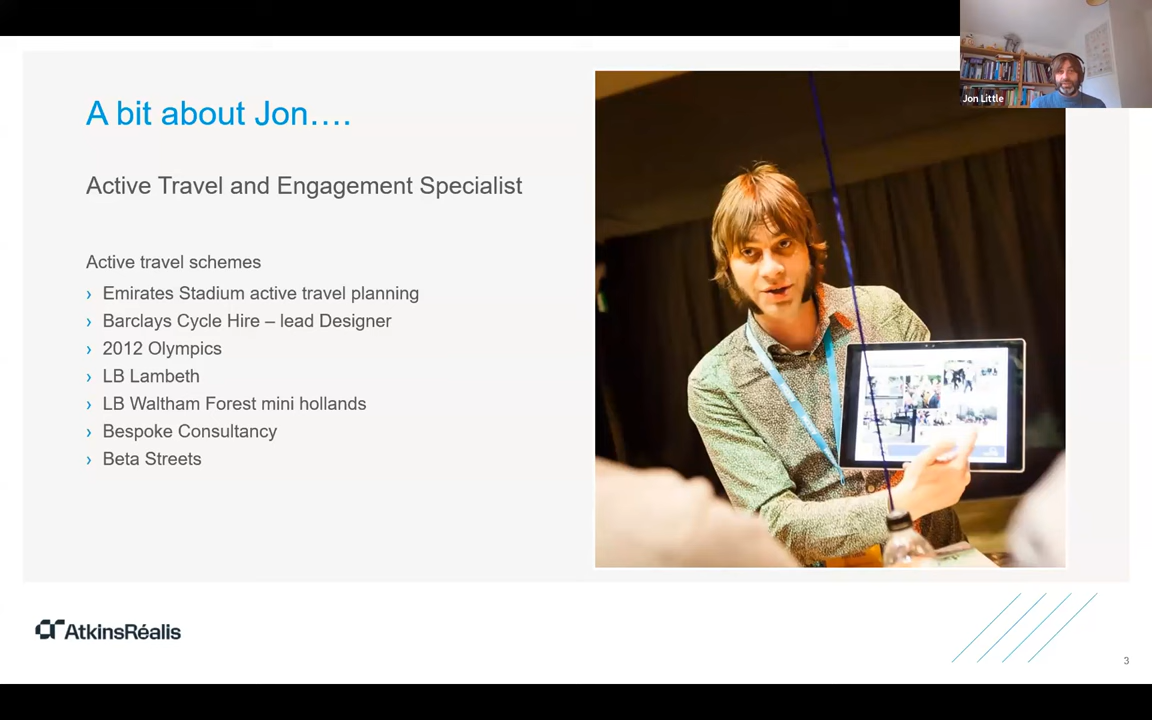 Jon Little
A bit about Jon….
Active Travel and Engagement Specialist
Active travel schemes
› Emirates Stadium active travel planning
› Barclays Cycle Hire – lead Designer
› 2012 Olympics
› LB Lambeth
› LB Waltham Forest mini hollands
› Bespoke Consultancy
› Beta Streets
AtkinsRéalis
3